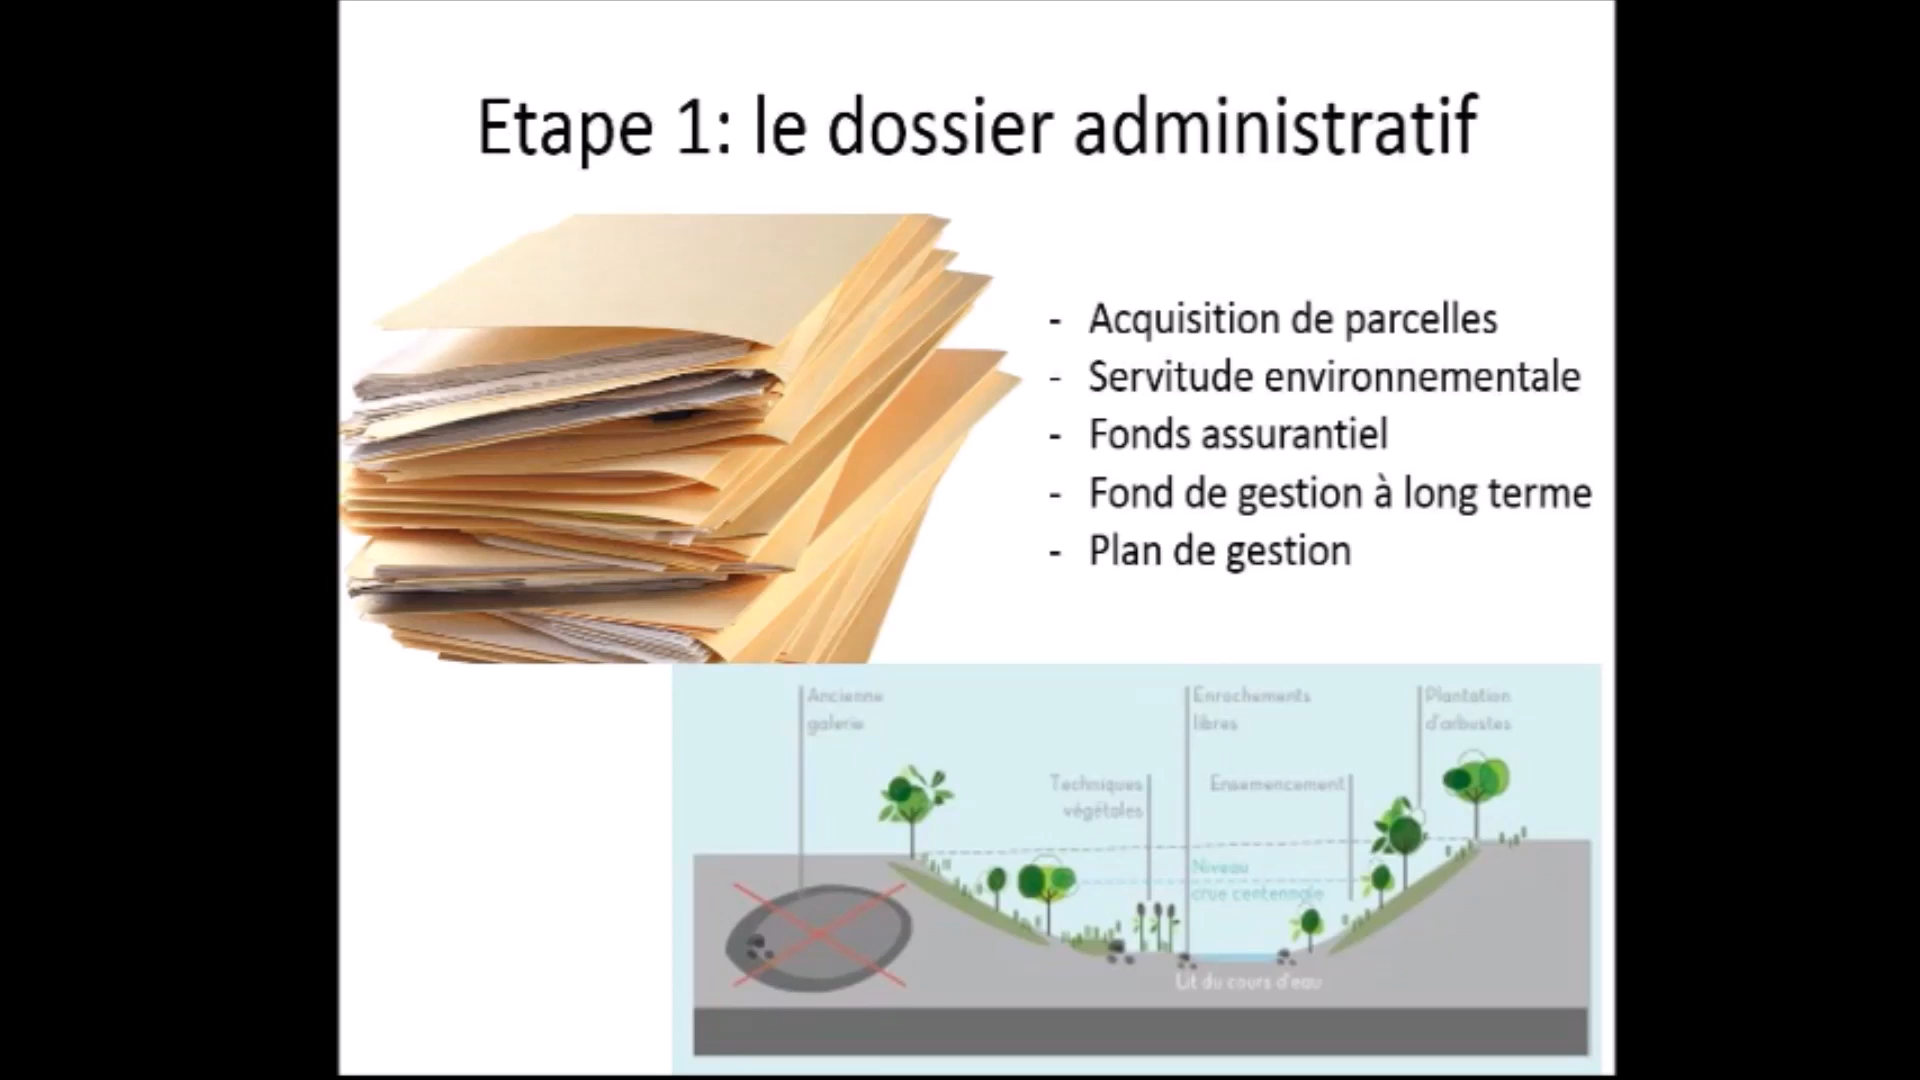 Etape 1: le dossier administratif
- Acquisition de parcelles
- Servitude environnementale
- Fonds assurantiel
- Fond de gestion à long terme
- Plan de gestion
Ancienne
galerie
Enrochements
libres
Plantation
d'arbustes
Techniques
végétales
Ensemencement
Niveau
crue centennale
Lit du cours d'eau